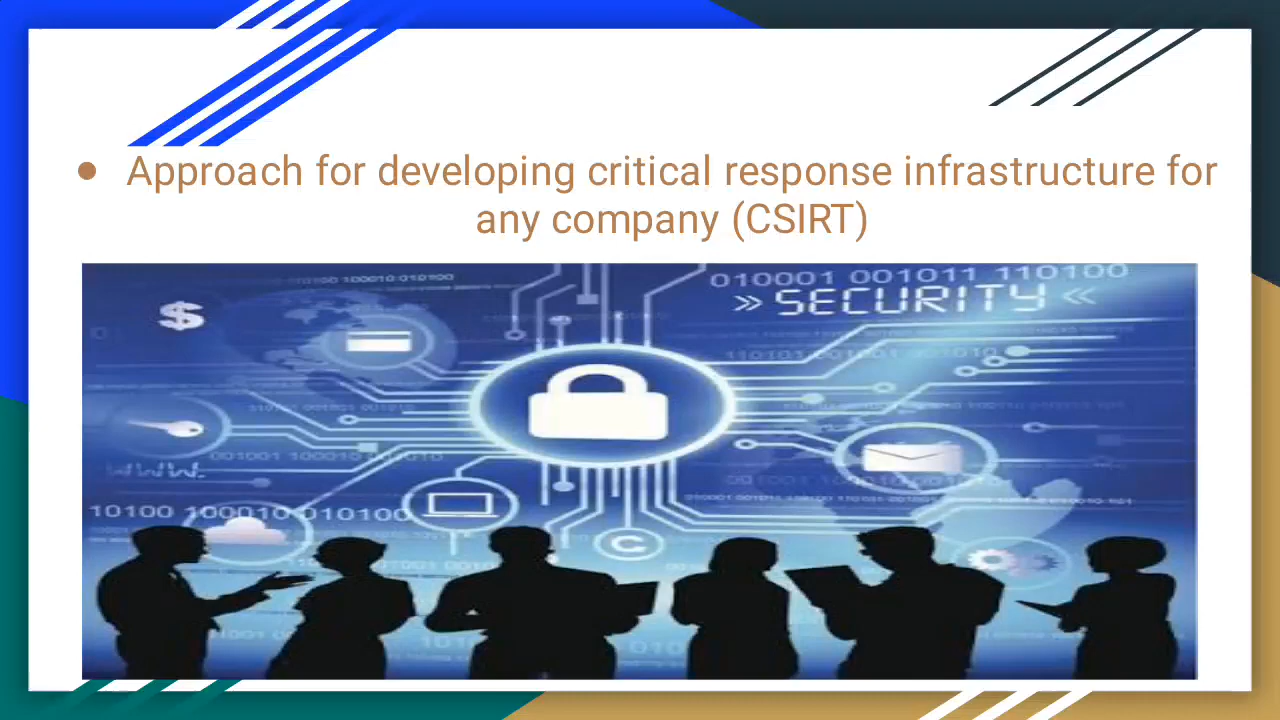 ● Approach for developing critical response infrastructure for
any company (CSIRT)
010001 001011 110100
» SECURITY «
WWW.
10100 100010 010100
C